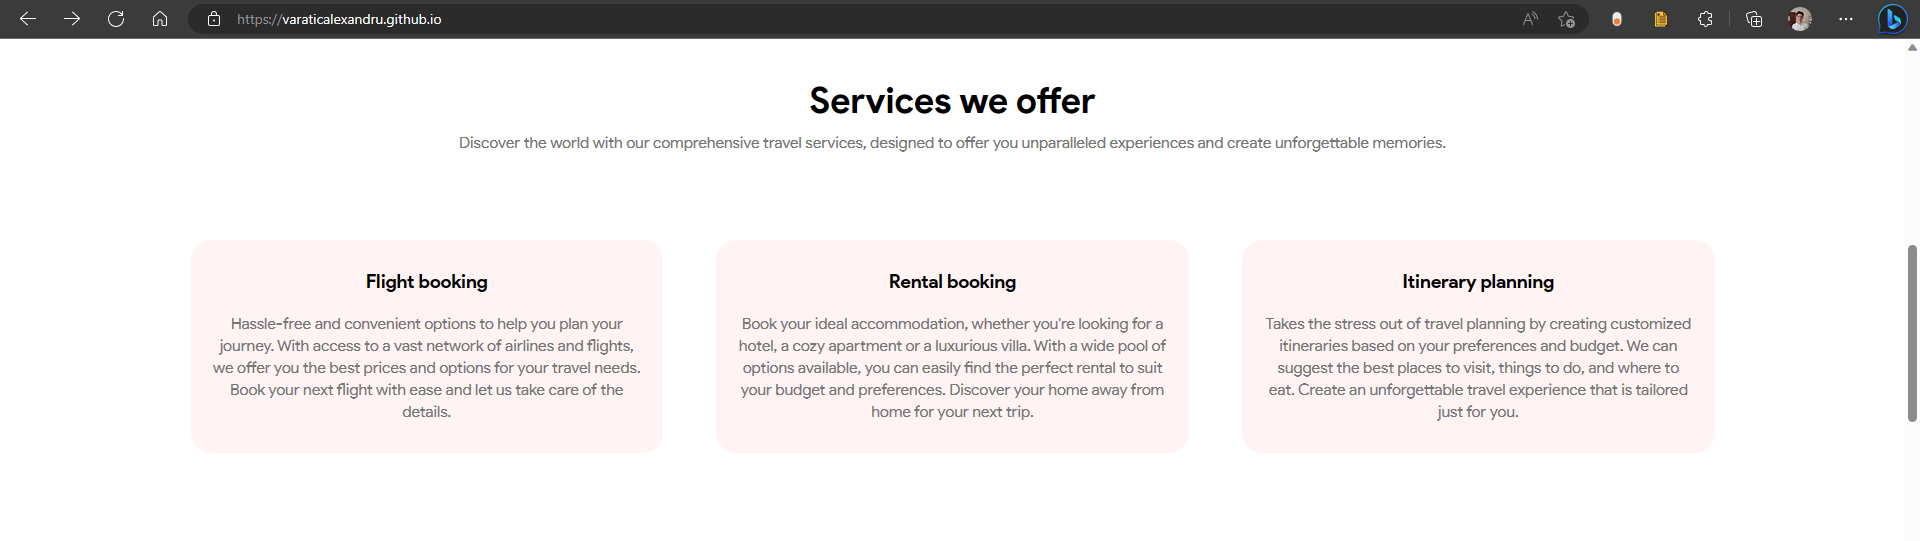 https://varaticalexandru.github.io
Services we offer
Discover the world with our comprehensive travel services, designed to offer you unparalleled experiences and create unforgettable memories.
Flight booking
Hassle-free and convenient options to help you plan your
journey. With access to a vast network of airlines and flights,
we offer you the best prices and options for your travel needs.
Book your next flight with ease and let us take care of the
details.
Rental booking
Book your ideal accommodation, whether you're looking for a
hotel, a cozy apartment or a luxurious villa. With a wide pool of
options available, you can easily find the perfect rental to suit
your budget and preferences. Discover your home away from
home for your next trip.
Itinerary planning
Takes the stress out of travel planning by creating customized
itineraries based on your preferences and budget. We can
suggest the best places to visit, things to do, and where to
eat. Create an unforgettable travel experience that is tailored
just for you.